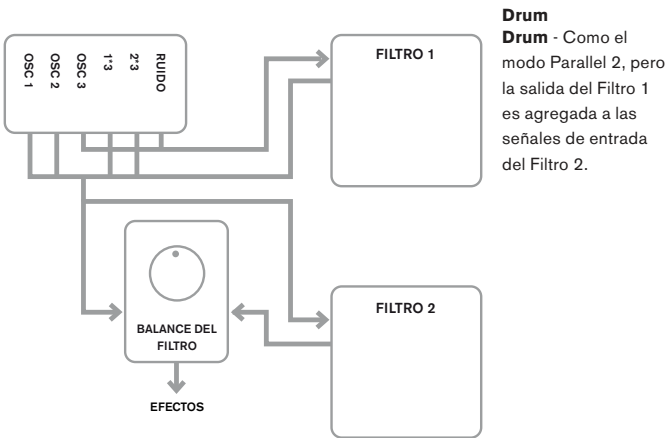 Drum
Drum - Como el
modo Parallel 2, pero
la salida del Filtro 1
es agregada a las
señales de entrada
del Filtro 2.
OSC 1
OSC 2
OSC 3
1*3
2*3
RUIDO
FILTRO 1
FILTRO 2
BALANCE DEL
FILTRO
EFECTOS